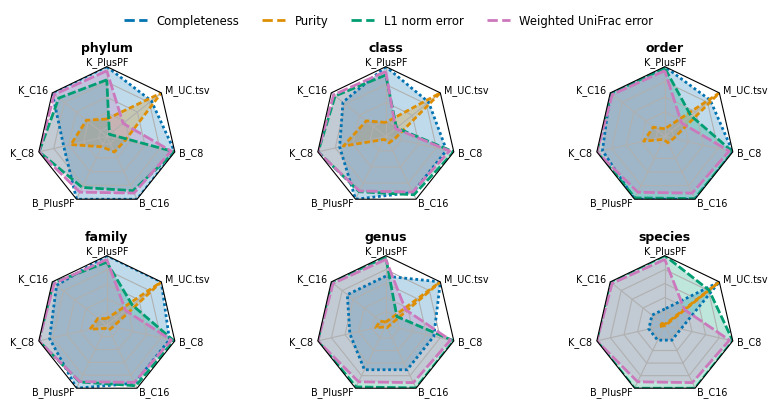 Completeness Purity L1 norm error Weighted UniFrac error
phylum class order
K_PlusPF K_PlusPF K_PlusPF
K_C16 M_UC.tsv K_C16 M_UC.tsv K_C16 M_UC.tsv
K_C8 B_C8 K_C8 B_C8 K_C8 B_C8
B_PlusPF B_C16 B_PlusPF B_C16 B_PlusPF B_C16
family genus species
K_PlusPF K_PlusPF K_PlusPF
K_C16 M_UC.tsv K_C16 M_UC.tsv K_C16 M_UC.tsv
K_C8 B_C8 K_C8 B_C8 K_C8 B_C8
B_PlusPF B_C16 B_PlusPF B_C16 B_PlusPF B_C16